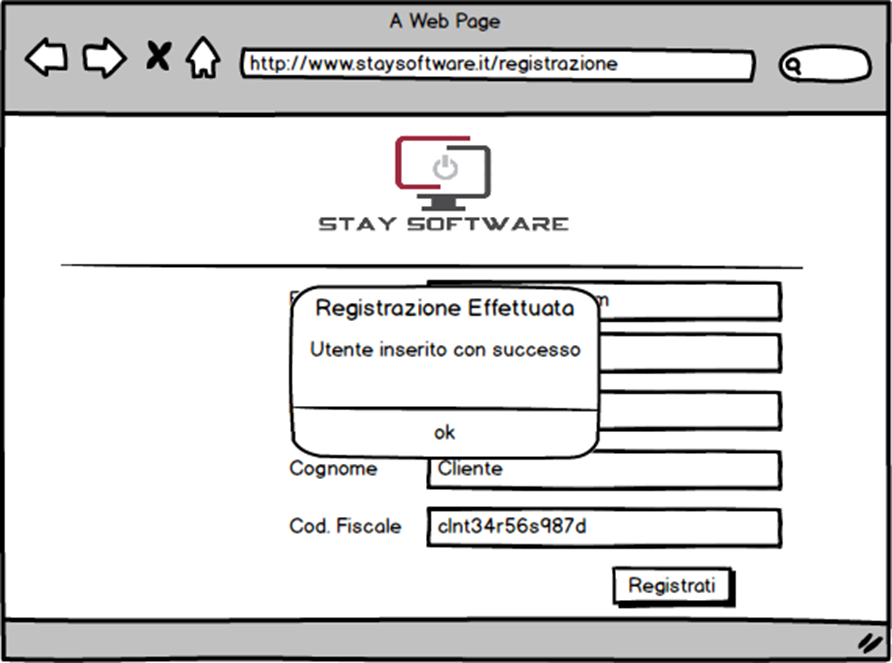 A Web Page
http://www.staysoftware.it/registrazione
STAY SOFTWARE
Registrazione Effettuata
Utente inserito con successo
ok
Cognome
Cliente
Cod. Fiscale
clnt34r56s987d
Registrati